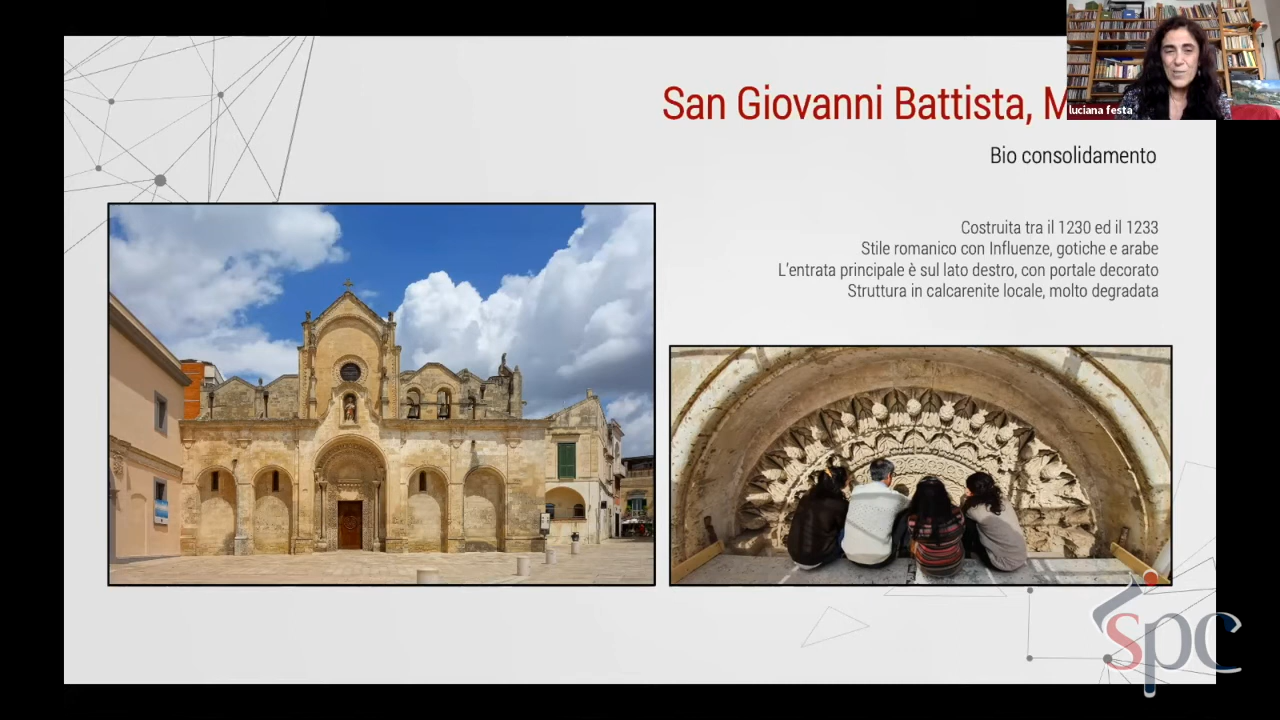 San Giovanni Battista, M
luciana festa
Bio consolidamento
Costruita tra il 1230 ed il 1233
Stile romanico con Influenze, gotiche e arabe
L'entrata principale è sul lato destro, con portale decorato
Struttura in calcarenite locale, molto degradata
spc